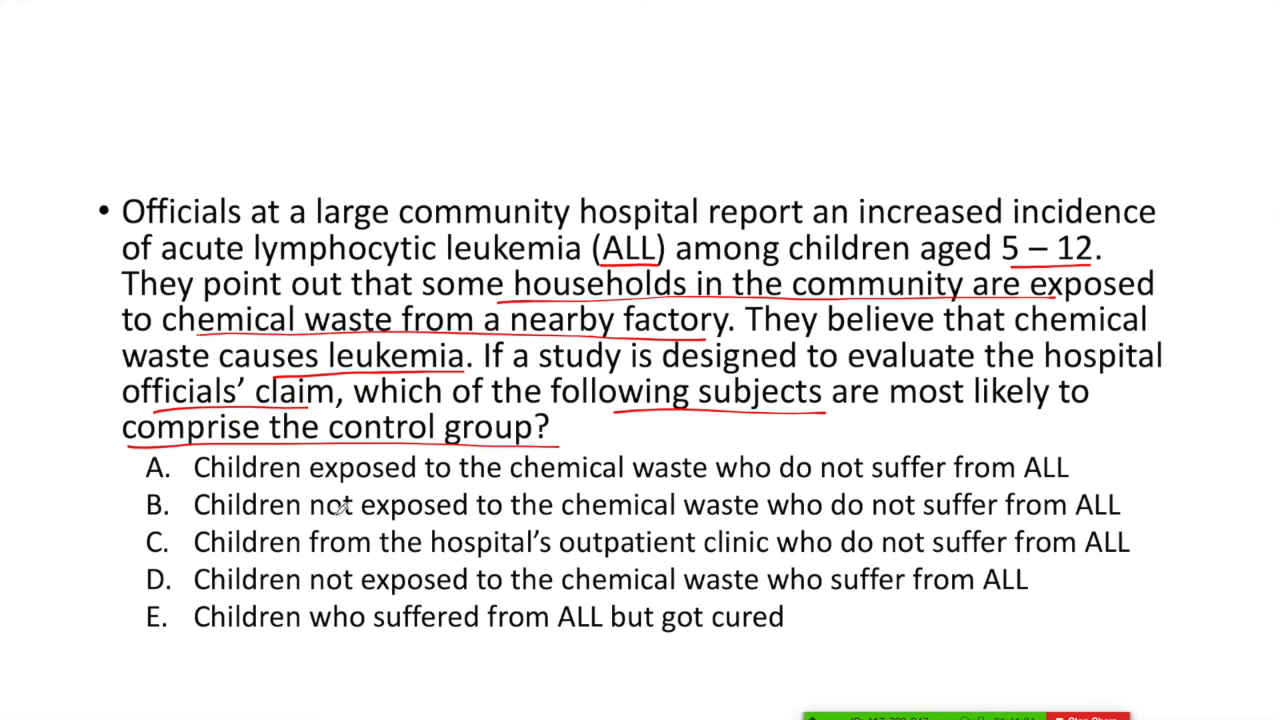 • Officials at a large community hospital report an increased incidence
of acute lymphocytic leukemia (ALL) among children aged 5 – 12.
They point out that some households in the community are exposed
to chemical waste from a nearby factory. They believe that chemical
waste causes leukemia. If a study is designed to evaluate the hospital
officials’ claim, which of the following subjects are most likely to
comprise the control group?
A. Children exposed to the chemical waste who do not suffer from ALL
B. Children not exposed to the chemical waste who do not suffer from ALL
C. Children from the hospital’s outpatient clinic who do not suffer from ALL
D. Children not exposed to the chemical waste who suffer from ALL
E. Children who suffered from ALL but got cured